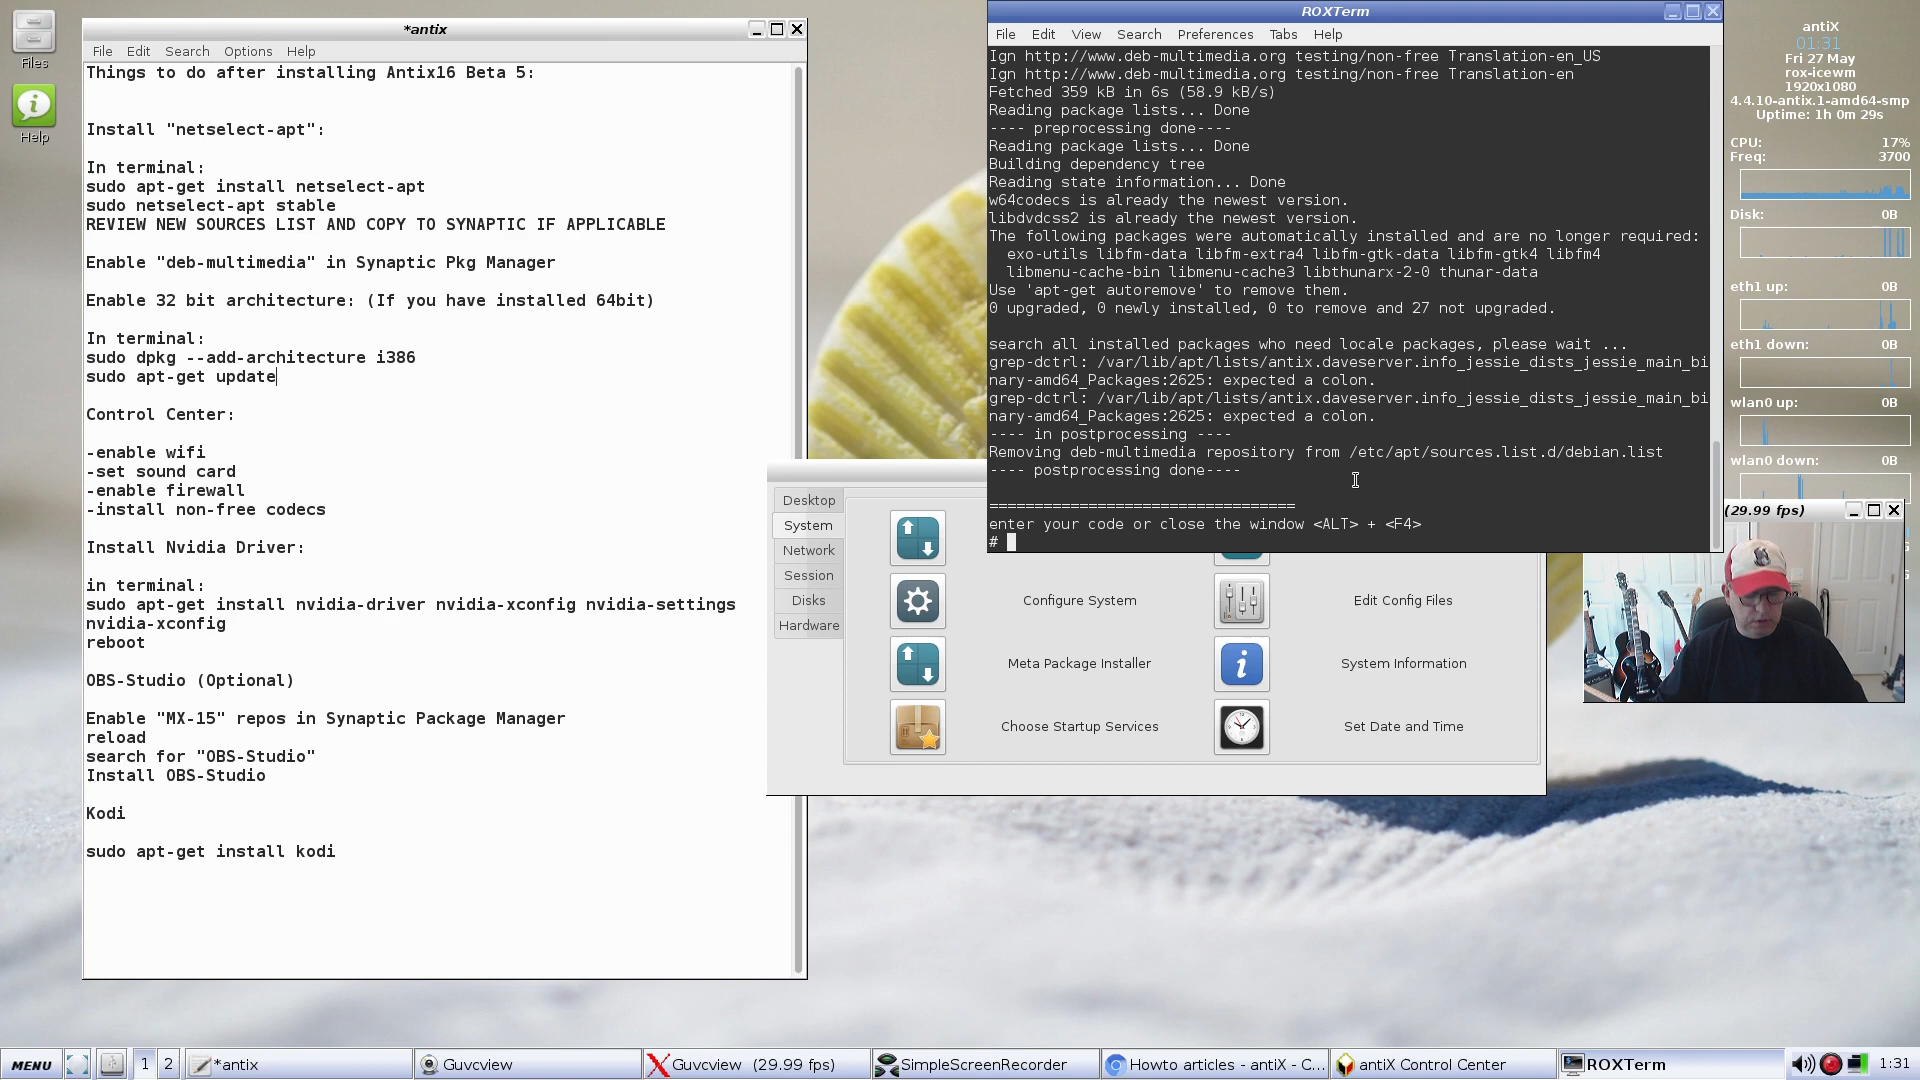 Files
Help
*antix
File Edit Search Options Help
Things to do after installing Antix16 Beta 5:
Install "netselect-apt":
In terminal:
sudo apt-get install netselect-apt
sudo netselect-apt stable
REVIEW NEW SOURCES LIST AND COPY TO SYNAPTIC IF APPLICABLE
Enable "deb-multimedia" in Synaptic Pkg Manager
Enable 32 bit architecture: (If you have installed 64bit)
In terminal:
sudo dpkg --add-architecture i386
sudo apt-get update
Control Center:
-enable wifi
-set sound card
-enable firewall
-install non-free codecs
Install Nvidia Driver:
in terminal:
sudo apt-get install nvidia-driver nvidia-xconfig nvidia-settings
nvidia-xconfig
reboot
OBS-Studio (Optional)
Enable "MX-15" repos in Synaptic Package Manager
reload
search for "OBS-Studio"
Install OBS-Studio
Kodi
sudo apt-get install kodi
ROXTerm
File Edit View Search Preferences Tabs Help
Ign http://www.deb-multimedia.org testing/non-free Translation-en_US
Ign http://www.deb-multimedia.org testing/non-free Translation-en
Fetched 359 kB in 6s (58.9 kB/s)
Reading package lists... Done
---- preprocessing done----
Reading package lists... Done
Building dependency tree
Reading state information... Done
w64codecs is already the newest version.
libdvdcss2 is already the newest version.
The following packages were automatically installed and are no longer required:
exo-utils libfm-data libfm-extra4 libfm-gtk-data libfm-gtk4 libfm4
libmenu-cache-bin libmenu-cache3 libthunarx-2-0 thunar-data
Use 'apt-get autoremove' to remove them.
0 upgraded, 0 newly installed, 0 to remove and 27 not upgraded.
search all installed packages who need locale packages, please wait ...
grep-dctrl: /var/lib/apt/lists/antix.daveserver.info_jessie_dists_jessie_main_bi
nary-amd64_Packages:2625: expected a colon.
grep-dctrl: /var/lib/apt/lists/antix.daveserver.info_jessie_dists_jessie_main_bi
nary-amd64_Packages:2625: expected a colon.
---- in postprocessing ----
Removing deb-multimedia repository from /etc/apt/sources.list.d/debian.list
---- postprocessing done----
==================================
enter your code or close the window <ALT> + <F4>
#
Desktop
System
Network
Session
Disks
Hardware
Configure System
Edit Config Files
Meta Package Installer
System Information
Choose Startup Services
Set Date and Time
antiX
01:31
Fri 27 May
rox-icewm
1920x1080
4.4.10-antix.1-amd64-smp
Uptime: 1h 0m 29s
CPU: 17%
Freq: 3700
Disk: 0B
eth1 up: 0B
eth1 down: 0B
wlan0 up: 0B
wlan0 down: 0B
(29.99 fps)
MENU
1 2
*antix
Guvcview
Guvcview (29.99 fps)
SimpleScreenRecorder
Howto articles - antiX - C...
antiX Control Center
ROXTerm
1:31